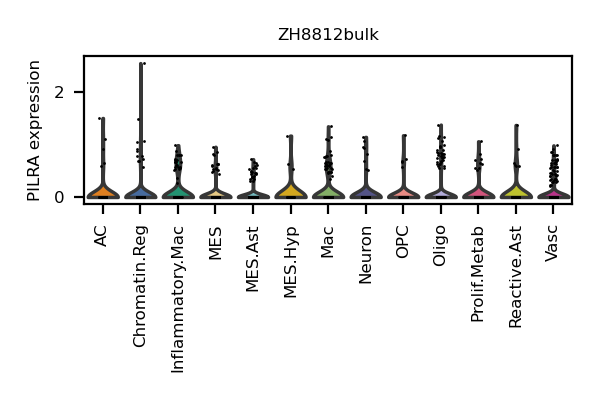 ZH8812bulk
PILRA expression
2
0
AC
Chromatin.Reg
Inflammatory.Mac
MES
MES.Ast
MES.Hyp
Mac
Neuron
OPC
Oligo
Prolif.Metab
Reactive.Ast
Vasc